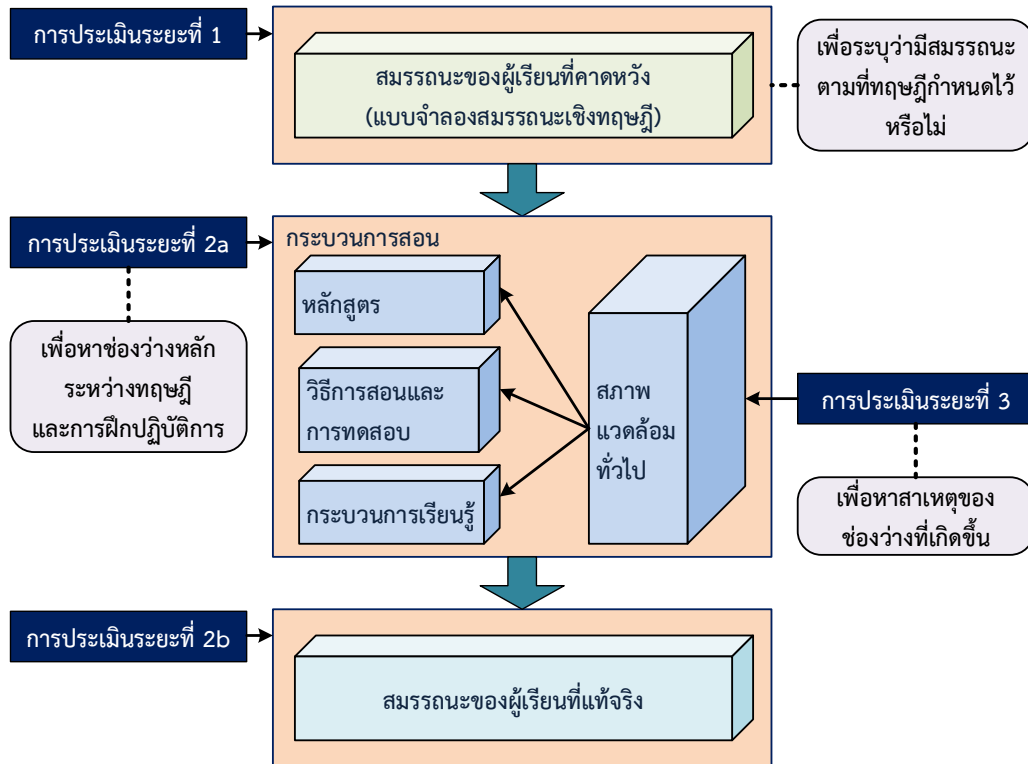 การประเมินระยะที่ 1
สมรรถนะของผู้เรียนที่คาดหวัง
(แบบจำลองสมรรถนะเชิงทฤษฎี)
เพื่อระบุว่ามีสมรรถนะ
ตามที่ทฤษฎีกำหนดไว้
หรือไม่
การประเมินระยะที่ 2a
เพื่อหาช่องว่างหลัก
ระหว่างทฤษฎี
และการฝึกปฏิบัติการ
กระบวนการสอน
หลักสูตร
วิธีการสอนและ
การทดสอบ
กระบวนการเรียนรู้
สภาพ
แวดล้อม
ทั่วไป
การประเมินระยะที่ 3
เพื่อหาสาเหตุของ
ช่องว่างที่เกิดขึ้น
การประเมินระยะที่ 2b
สมรรถนะของผู้เรียนที่แท้จริง